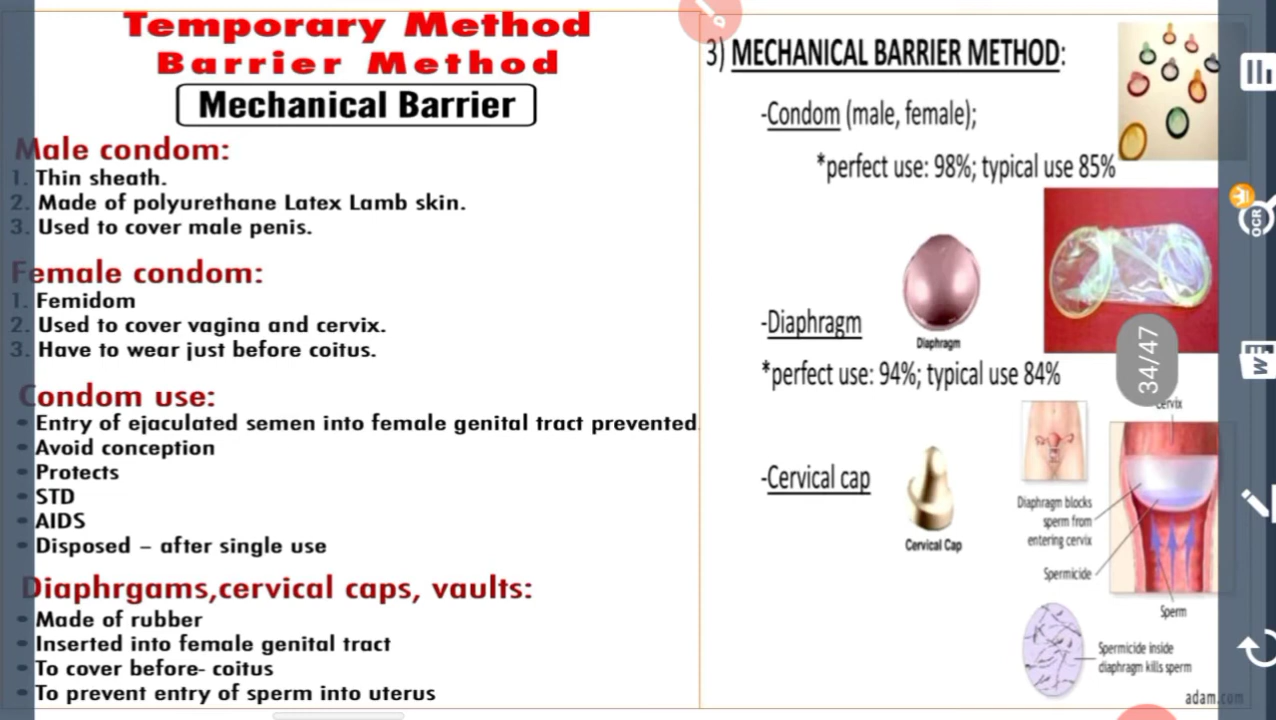 Temporary Method
Barrier Method
Mechanical Barrier
Male condom:
1. Thin sheath.
2. Made of polyurethane Latex Lamb skin.
3. Used to cover male penis.
Female condom:
1. Femidom
2. Used to cover vagina and cervix.
3. Have to wear just before coitus.
Condom use:
• Entry of ejaculated semen into female genital tract prevented
• Avoid conception
• Protects
• STD
• AIDS
• Disposed – after single use
Diaphrgams,cervical caps, vaults:
• Made of rubber
• Inserted into female genital tract
• To cover before- coitus
• To prevent entry of sperm into uterus
3) MECHANICAL BARRIER METHOD:
-Condom (male, female);
*perfect use: 98%; typical use 85%
-Diaphragm
Diaphragm
*perfect use: 94%; typical use 84%
-Cervical cap
Cervical Cap
Cervix
Diaphragm blocks
sperm from
entering cervix
Spermicide
Sperm
Spermicide inside
diaphragm kills sperm
adam.com
34/47
OCR
W